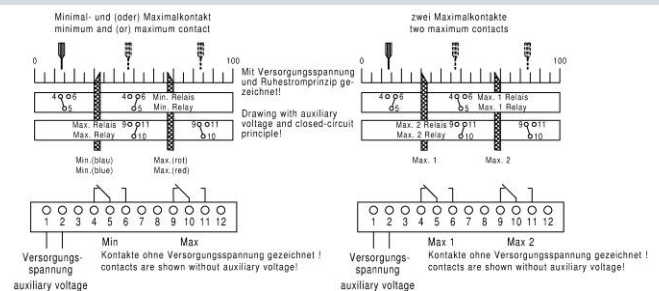 Minimal- und (oder) Maximalkontakt
minimum and (or) maximum contact
0 100
4 6 4 6 Min. Relais
5 5 Min. Relay
Max. Relais 9 11 9 11
Max. Relay 10 10
Min.(blau) Max.(rot)
Min.(blue) Max.(red)
1 2 3 4 5 6 7 8 9 10 11 12
Min Max
Versorgungs-
spannung
auxiliary voltage
Kontakte ohne Versorgungsspannung gezeichnet !
contacts are shown without auxiliary voltage!
Mit Versorgungsspannung
und Ruhestromprinzip ge-
zeichnet!
Drawing with auxiliary
voltage and closed-circuit
principle!
zwei Maximalkontakte
two maximum contacts
0 100
4 6 4 6 Max. 1 Relais
5 5 Max. 1 Relay
Max. 2 Relais 9 11 9 11
Max. 2 Relay 10 10
Max. 1 Max. 2
1 2 3 4 5 6 7 8 9 10 11 12
Max 1 Max 2
Versorgungs-
spannung
auxiliary voltage
Kontakte ohne Versorgungsspannung gezeichnet !
contacts are shown without auxiliary voltage!